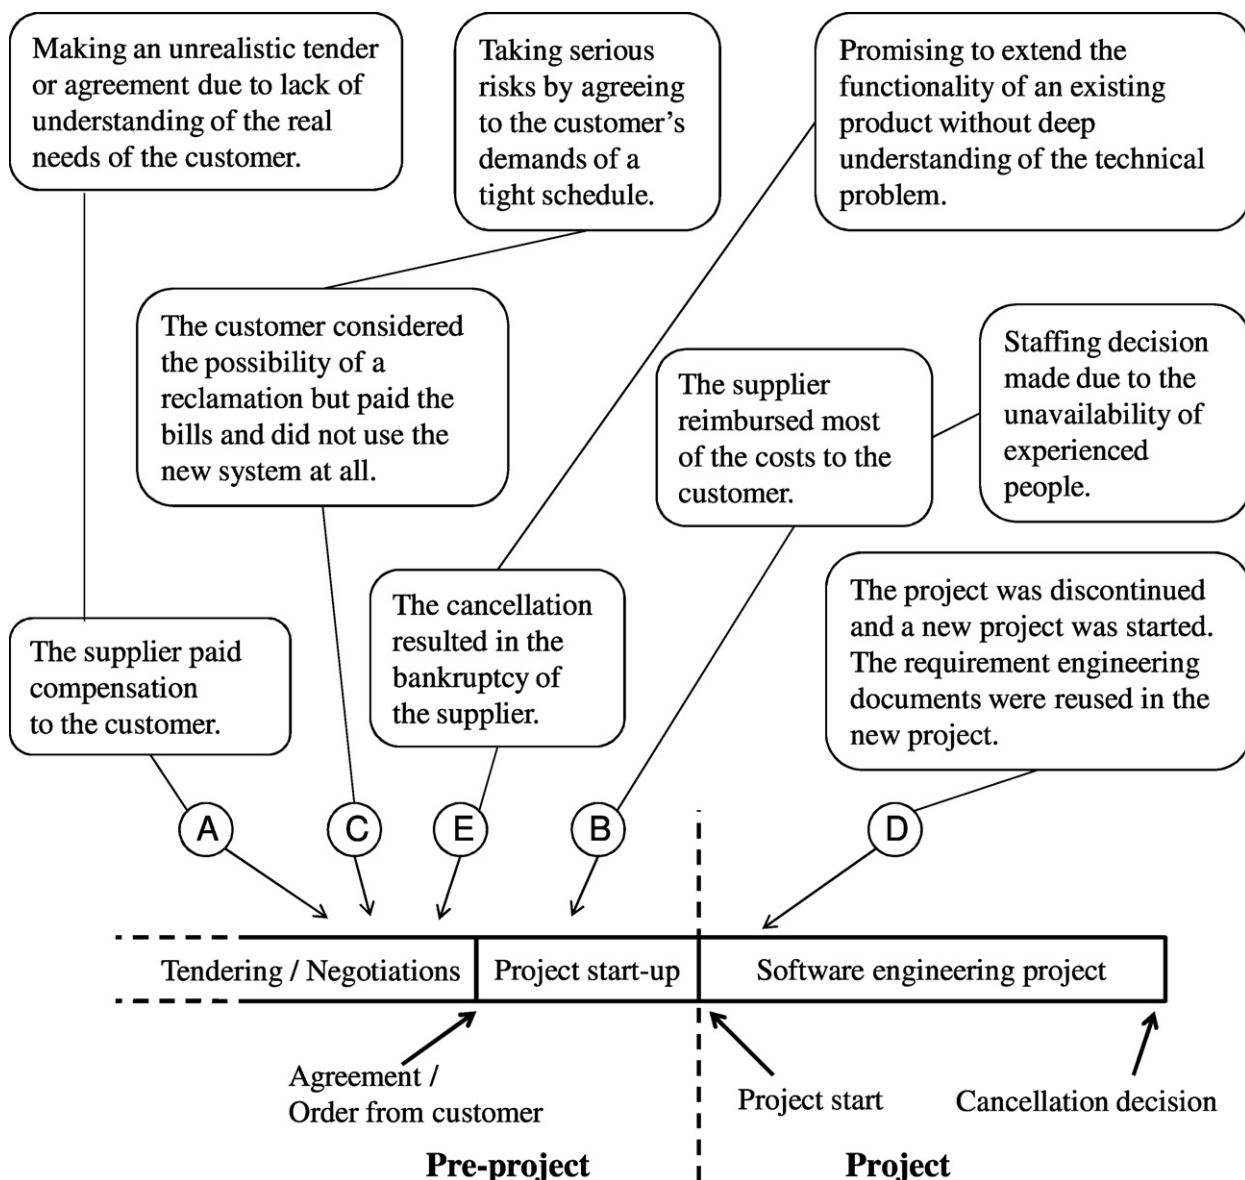 Making an unrealistic tender
or agreement due to lack of
understanding of the real
needs of the customer.
Taking serious
risks by agreeing
to the customer’s
demands of a
tight schedule.
Promising to extend the
functionality of an existing
product without deep
understanding of the technical
problem.
The customer considered
the possibility of a
reclamation but paid the
bills and did not use the
new system at all.
The supplier
reimbursed most
of the costs to the
customer.
Staffing decision
made due to the
unavailability of
experienced
people.
The supplier paid
compensation
to the customer.
The cancellation
resulted in the
bankruptcy of
the supplier.
The project was discontinued
and a new project was started.
The requirement engineering
documents were reused in the
new project.
A
C
E
B
D
Tendering / Negotiations
Project start-up
Software engineering project
Agreement /
Order from customer
Project start
Cancellation decision
Pre-project
Project